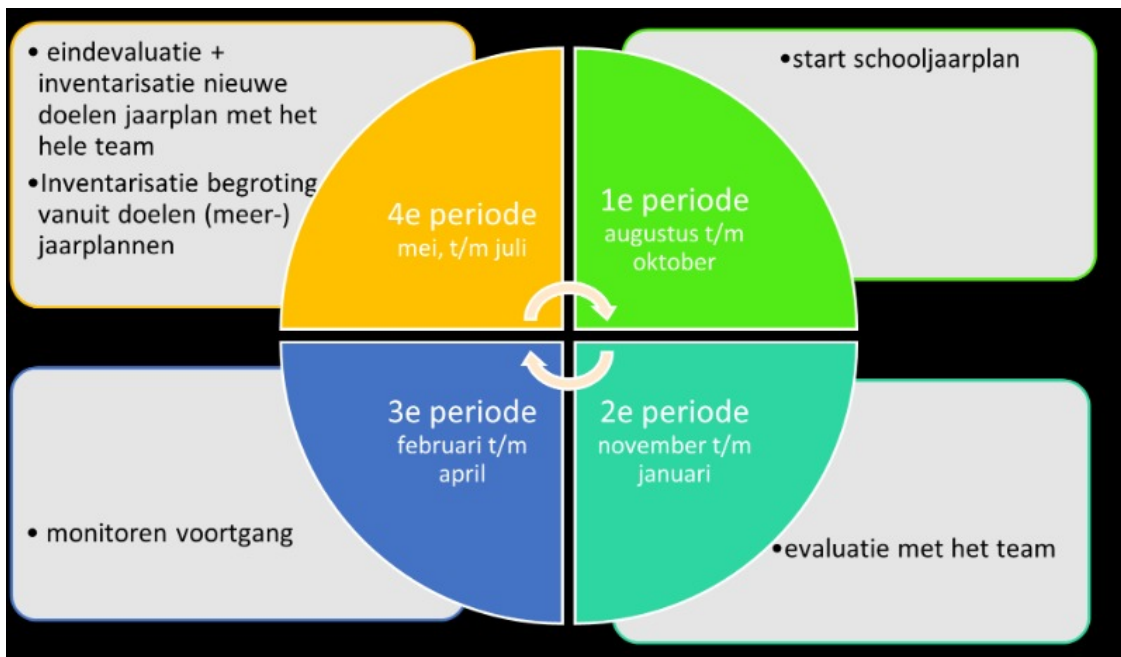 • eindevaluatie +
inventarisatie nieuwe
doelen jaarplan met het
hele team
•Inventarisatie begroting
vanuit doelen (meer-)
jaarplannen
•start schooljaarplan
4e periode
mei, t/m juli
1e periode
augustus t/m
oktober
3e periode
februari t/m
april
2e periode
november t/m
januari
• monitoren voortgang
•evaluatie met het team